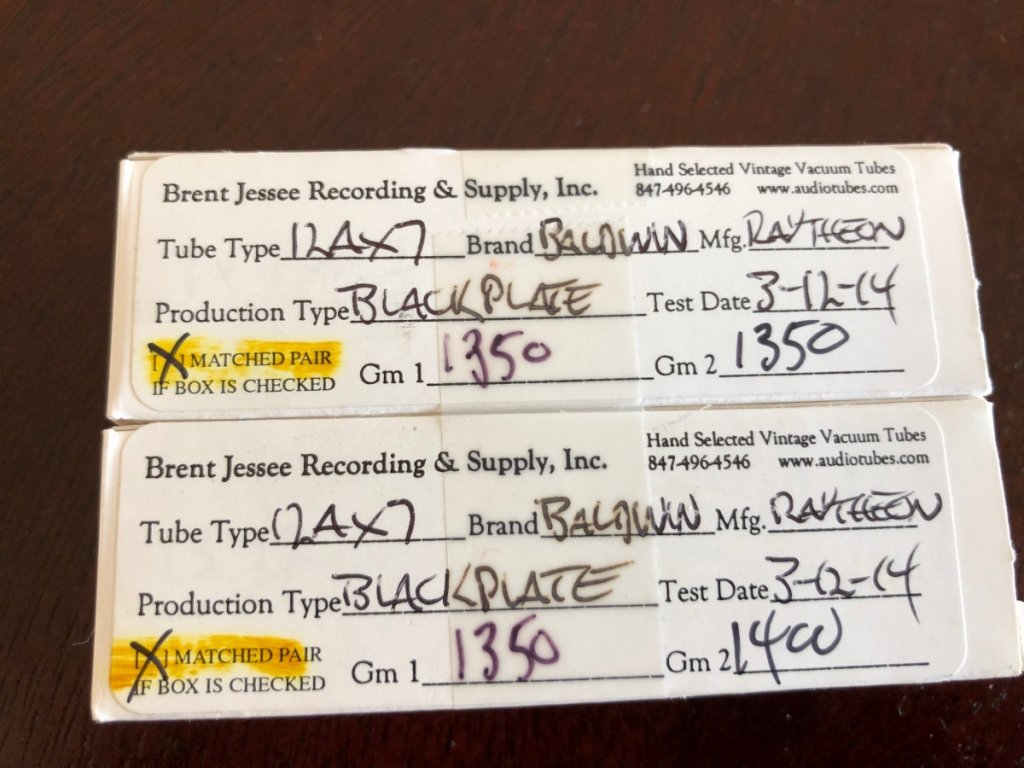 Brent Jessee Recording & Supply, Inc. Hand Selected Vintage Vacuum Tubes
847-496-4546 www.audiotubes.com
Tube Type 12AX7 Brand BALDWIN Mfg. RAYTHEON
Production Type BLACKPLATE Test Date 3-12-14
[X] MATCHED PAIR
IF BOX IS CHECKED Gm 1 1350 Gm 2 1350
Brent Jessee Recording & Supply, Inc. Hand Selected Vintage Vacuum Tubes
847-496-4546 www.audiotubes.com
Tube Type 12AX7 Brand BALDWIN Mfg. RAYTHEON
Production Type BLACKPLATE Test Date 3-12-14
[X] MATCHED PAIR
IF BOX IS CHECKED Gm 1 1350 Gm 2 1400